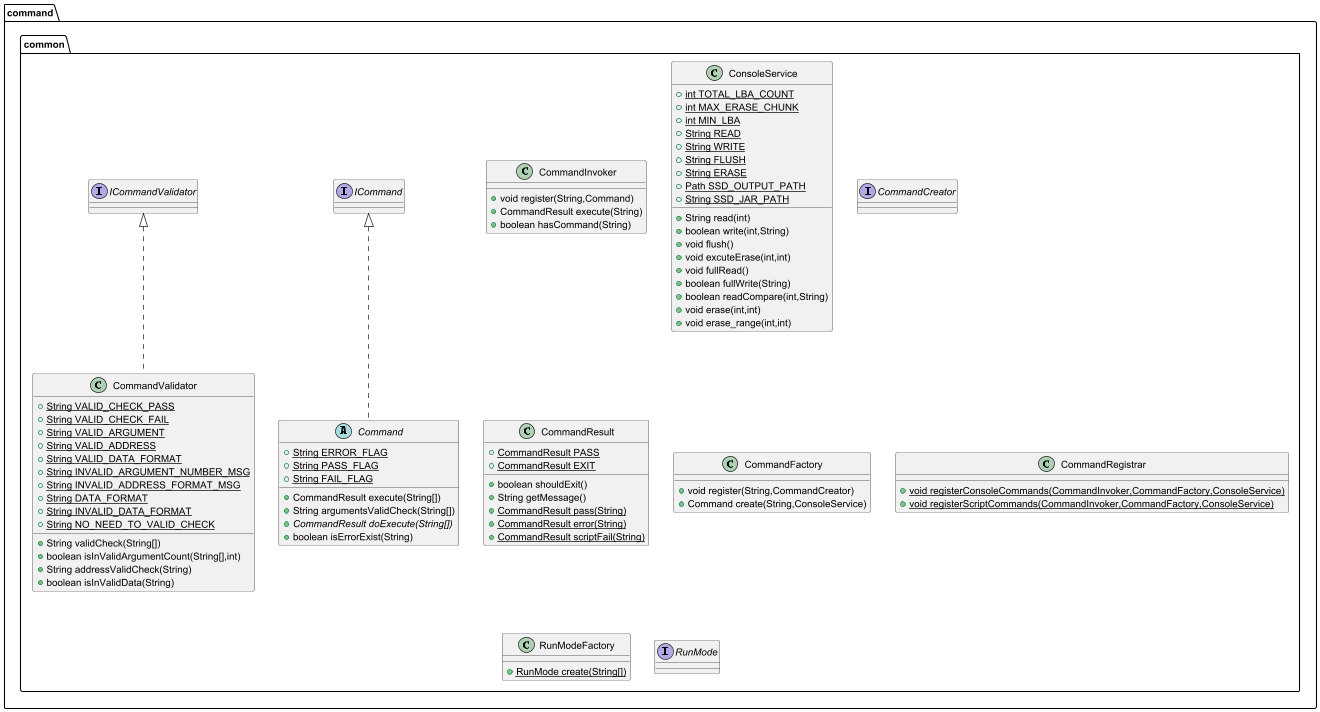 command
common
C ConsoleService
int TOTAL_LBA_COUNT
int MAX_ERASE_CHUNK
int MIN_LBA
String READ
String WRITE
String FLUSH
String ERASE
Path SSD_OUTPUT_PATH
String SSD_JAR_PATH
String read(int)
boolean write(int,String)
void flush()
void excuteErase(int,int)
void fullRead()
boolean fullWrite(String)
boolean readCompare(int,String)
void erase(int,int)
void erase_range(int,int)
I ICommandValidator
I ICommand
C CommandInvoker
void register(String,Command)
CommandResult execute(String)
boolean hasCommand(String)
I CommandCreator
C CommandValidator
String VALID_CHECK_PASS
String VALID_CHECK_FAIL
String VALID_ARGUMENT
String VALID_ADDRESS
String VALID_DATA_FORMAT
String INVALID_ARGUMENT_NUMBER_MSG
String INVALID_ADDRESS_FORMAT_MSG
String DATA_FORMAT
String INVALID_DATA_FORMAT
String NO_NEED_TO_VALID_CHECK
String validCheck(String[])
boolean isInValidArgumentCount(String[],int)
String addressValidCheck(String)
boolean isInValidData(String)
A Command
String ERROR_FLAG
String PASS_FLAG
String FAIL_FLAG
CommandResult execute(String[])
String argumentsValidCheck(String[])
CommandResult doExecute(String[])
boolean isErrorExist(String)
C CommandResult
CommandResult PASS
CommandResult EXIT
boolean shouldExit()
String getMessage()
CommandResult pass(String)
CommandResult error(String)
CommandResult scriptFail(String)
C CommandFactory
void register(String,CommandCreator)
Command create(String,ConsoleService)
C CommandRegistrar
void registerConsoleCommands(CommandInvoker,CommandFactory,ConsoleService)
void registerScriptCommands(CommandInvoker,CommandFactory,ConsoleService)
C RunModeFactory
RunMode create(String[])
I RunMode